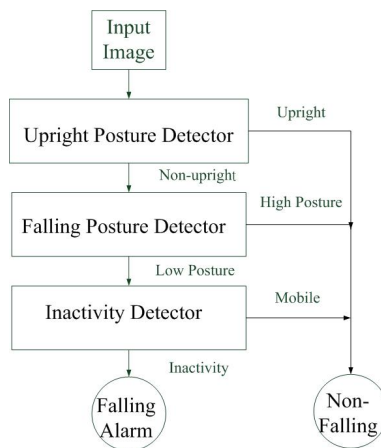 Input
Image
Upright
Upright Posture Detector
Non-upright
High Posture
Falling Posture Detector
Low Posture
Mobile
Inactivity Detector
Inactivity
Falling
Alarm
Non-
Falling